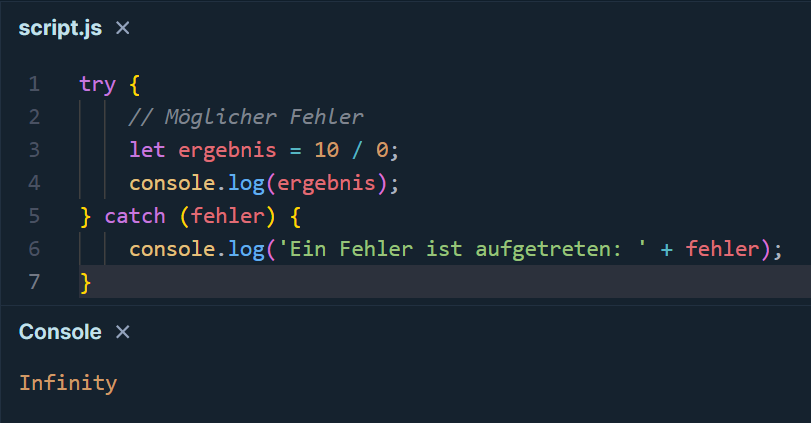 script.js ×
1 try {
2 // Möglicher Fehler
3 let ergebnis = 10 / 0;
4 console.log(ergebnis);
5 } catch (fehler) {
6 console.log('Ein Fehler ist aufgetreten: ' + fehler);
7 }
Console ×
Infinity